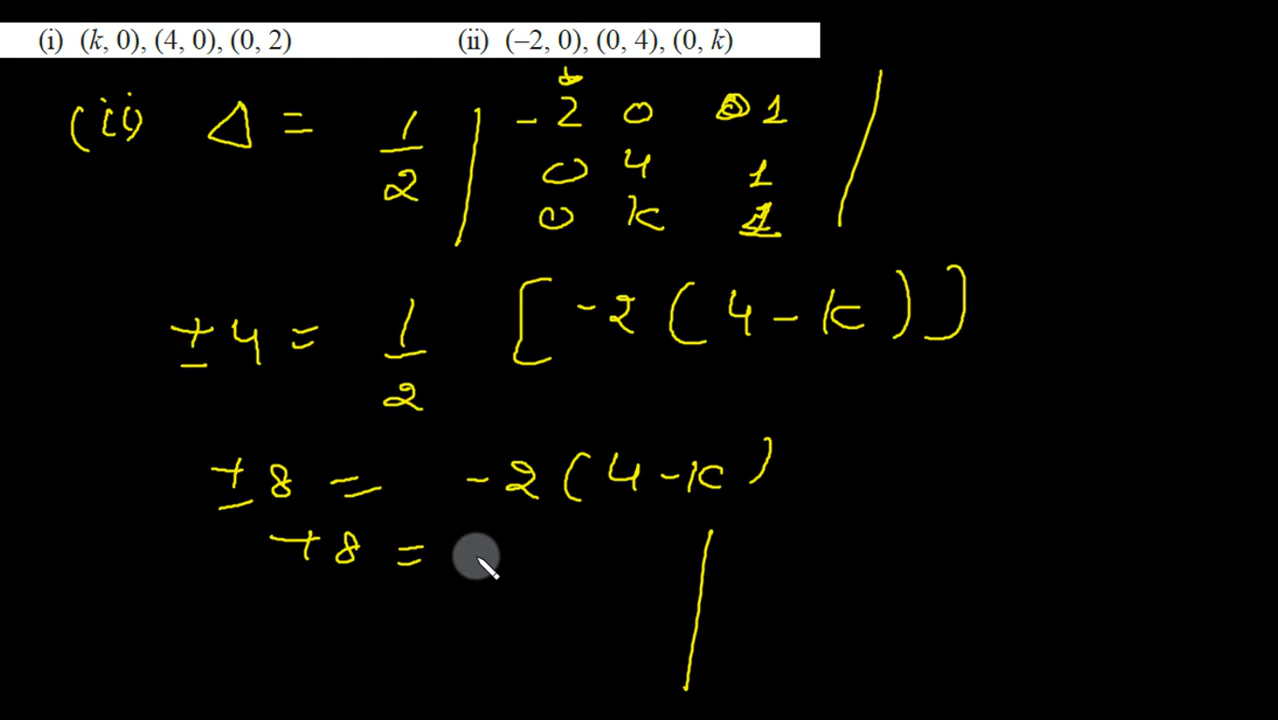 (i) (k, 0), (4, 0), (0, 2) (ii) (–2, 0), (0, 4), (0, k)
(ii) Δ = 1/2 | -2 0 1 |
0 4 1
0 k 1
±4 = 1/2 [-2(4-k)]
±8 = -2(4-k)
+8 =